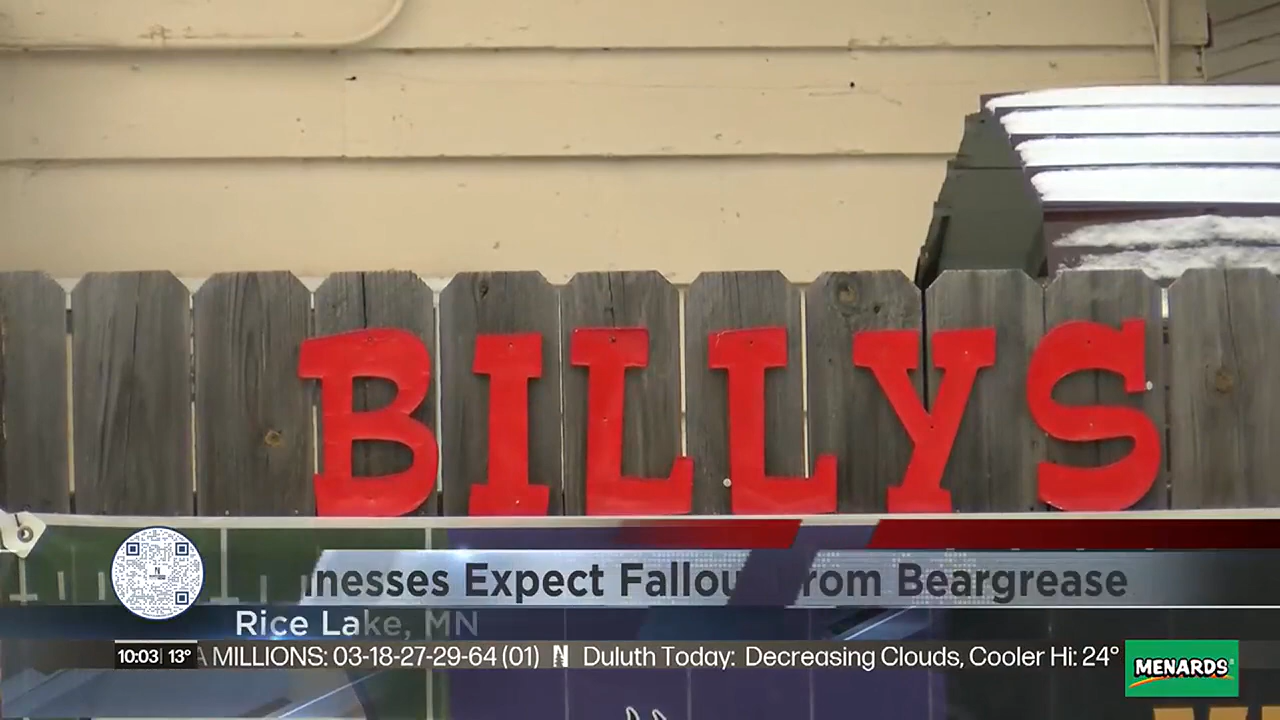 BILLYS
nesses Expect Fallou rom Beargrease
Rice Lake, MN
10:03 13° A MILLIONS: 03-18-27-29-64 (01) N Duluth Today: Decreasing Clouds, Cooler Hi: 24°
MENARDS